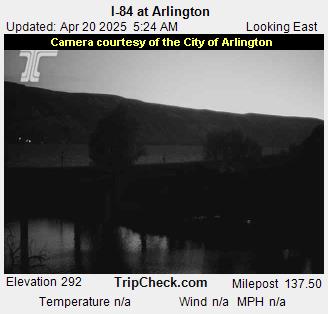 I-84 at Arlington
Updated: Apr 20 2025 5:24 AM Looking East
Camera courtesy of the City of Arlington
Elevation 292 TripCheck.com Milepost 137.50
Temperature n/a Wind n/a MPH n/a